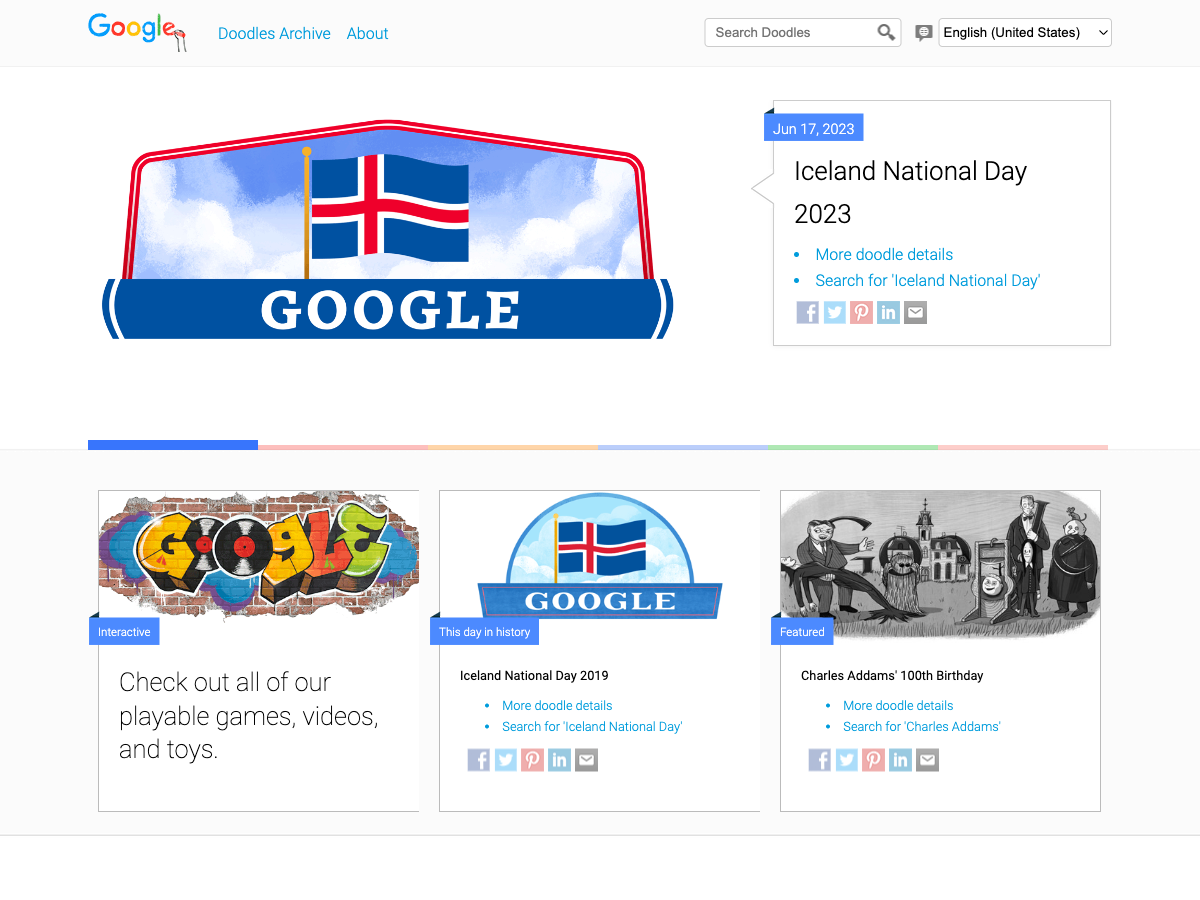 Google
Doodles Archive
About
Search Doodles
English (United States)
GOOGLE
Jun 17, 2023
Iceland National Day
2023
More doodle details
Search for 'Iceland National Day'
GOOGLE
Interactive
Check out all of our
playable games, videos,
and toys.
GOOGLE
This day in history
Iceland National Day 2019
More doodle details
Search for 'Iceland National Day'
Featured
Charles Addams' 100th Birthday
More doodle details
Search for 'Charles Addams'